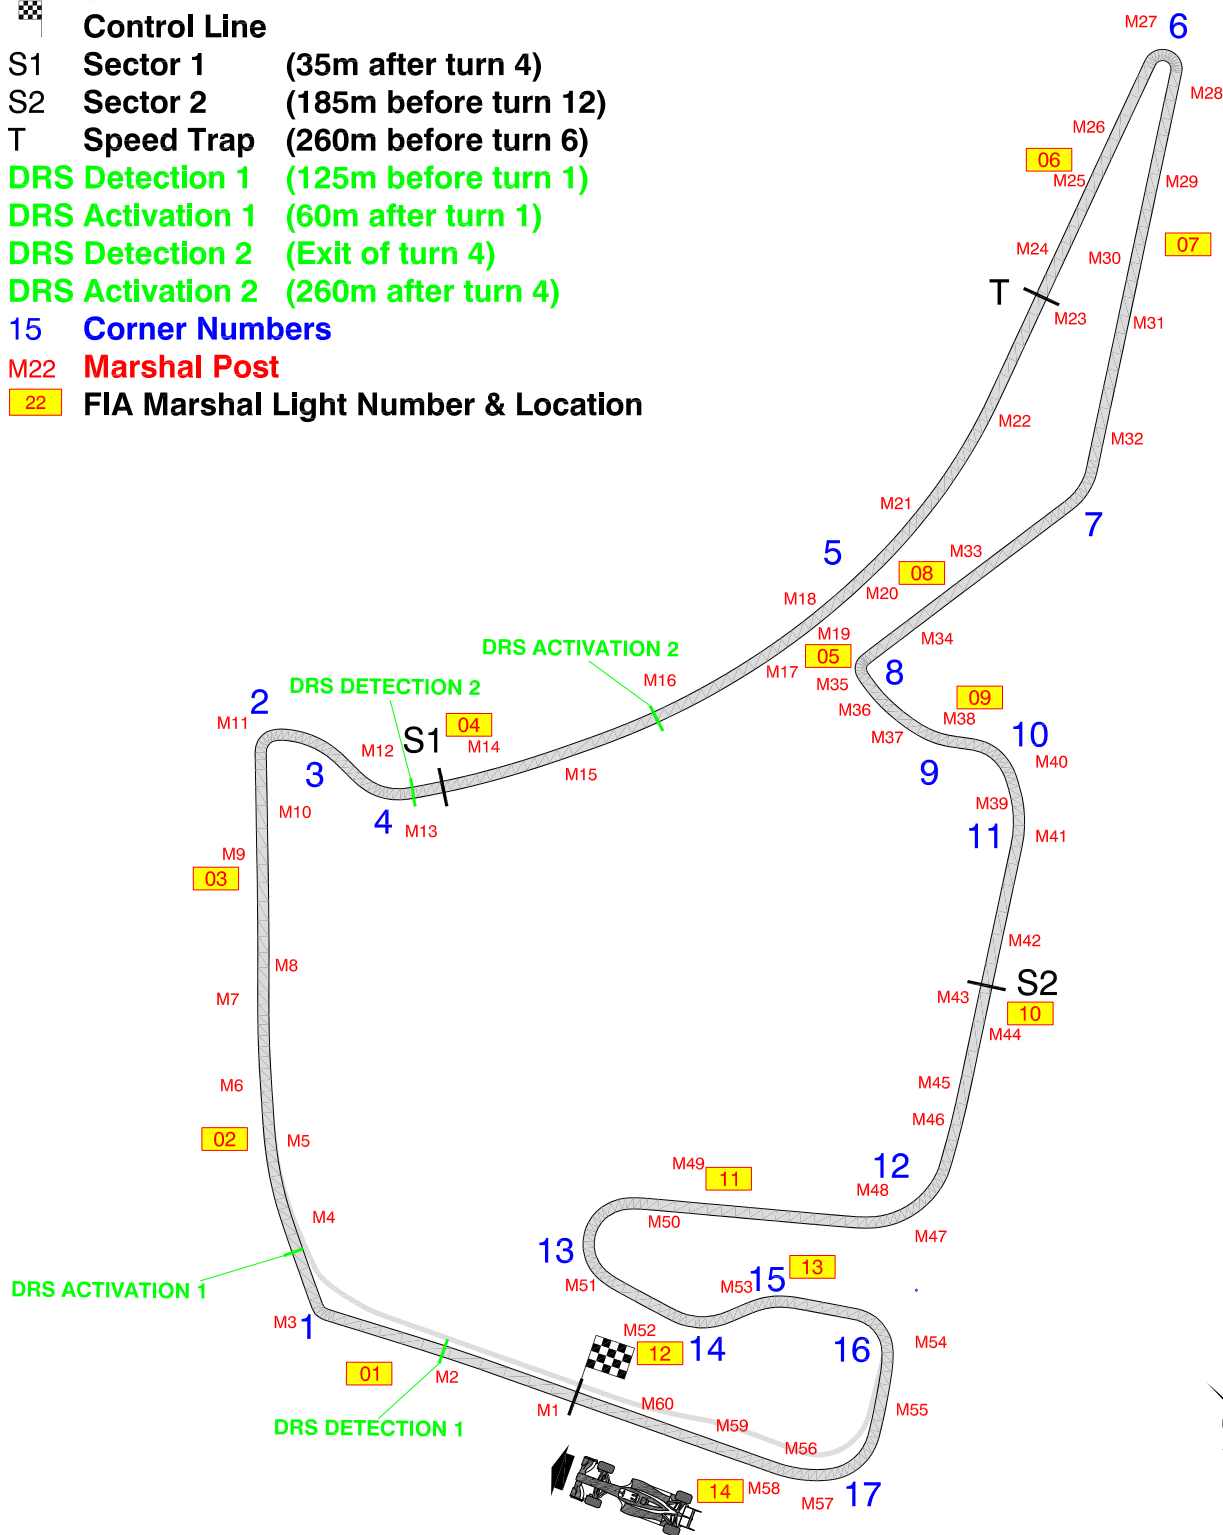 Control Line
S1 Sector 1 (35m after turn 4)
S2 Sector 2 (185m before turn 12)
T Speed Trap (260m before turn 6)
DRS Detection 1 (125m before turn 1)
DRS Activation 1 (60m after turn 1)
DRS Detection 2 (Exit of turn 4)
DRS Activation 2 (260m after turn 4)
15 Corner Numbers
M22 Marshal Post
22 FIA Marshal Light Number & Location
M27 6
M28
M26
06
M25 M29
M24 M30 07
T
M23 M31
M22 M32
M21
7
5 M33
08
M18 M20
M19 M34
DRS ACTIVATION 2
05
M17 8
M16 M35
DRS DETECTION 2
09
2 M36 M38
M11 04 M37 10
M12 S1 M14 M40
3 M15 9
M10 M39
4 M13 11 M41
M9
03
M42
M8
M43 S2
M7 10
M44
M6 M45
M46
02 M5
M49 11 12
M48
M4 M50 M47
13
DRS ACTIVATION 1 M51 M53 15 13
M3 1 M52 M54
12 14 16
01 M2
M1 M60 M55
DRS DETECTION 1 M59
M56
14 M58 M57 17